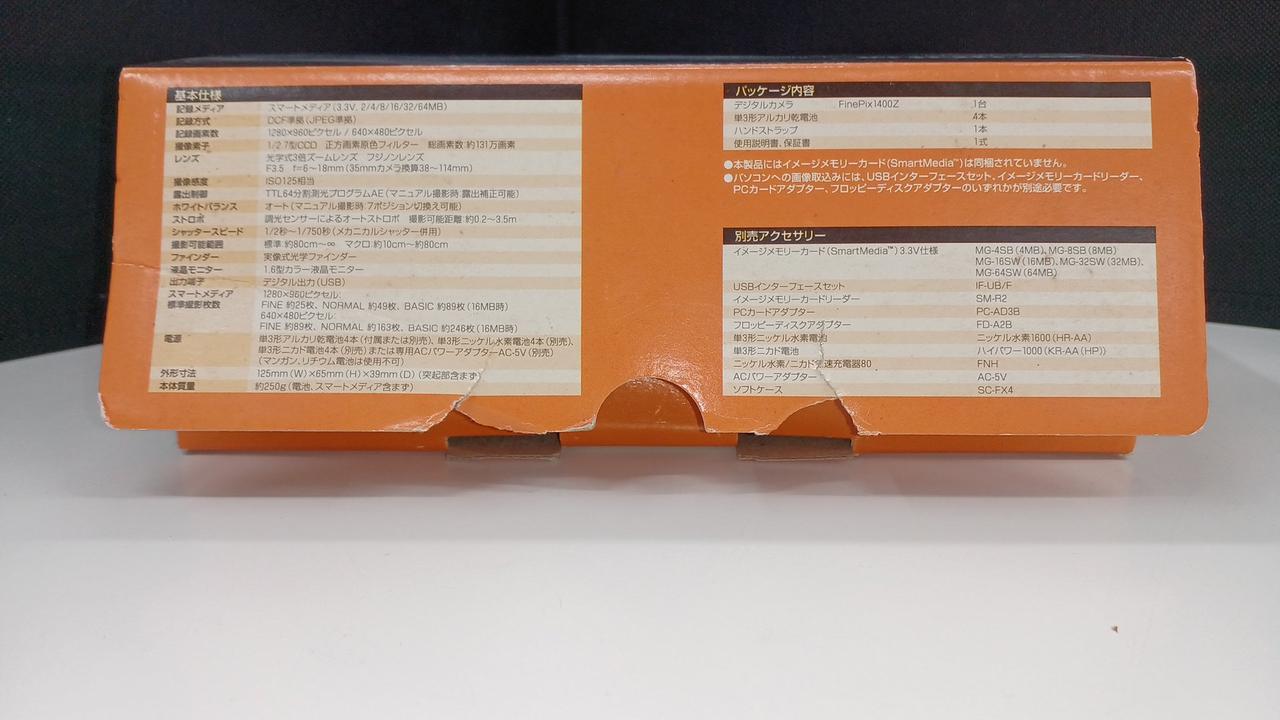 基本仕様
記録メディア スマートメディア(3.3V、2/4/8/16/32/64MB)
記録方式 DCF準拠(JPEG準拠)
記録画素数 1280×960ピクセル / 640×480ピクセル
撮像素子 1/2.7型CCD 正方画素原色フィルター 総画素数:約131万画素
レンズ 光学式3倍ズームレンズ フジノンレンズ
F3.5 f=6〜18mm(35mmカメラ換算38〜114mm)
撮像感度 ISO125相当
露出制御 TTL64分割測光プログラムAE(マニュアル撮影時:露出補正可能)
ホワイトバランス オート(マニュアル撮影時:7ポジション切換え可能)
ストロボ 調光センサーによるオートストロボ 撮影可能距離:約0.2〜3.5m
シャッタースピード 1/2秒〜1/750秒(メカニカルシャッター併用)
撮影可能範囲 標準:約80cm〜∞ マクロ:約10cm〜約80cm
ファインダー 実像式光学ファインダー
液晶モニター 1.6型カラー液晶モニター
出力端子 デジタル出力(USB)
スマートメディア 1280×960ピクセル:
標準撮影枚数 FINE 約25枚、NORMAL 約49枚、BASIC 約89枚(16MB時)
640×480ピクセル:
FINE 約89枚、NORMAL 約163枚、BASIC 約246枚(16MB時)
電源 単3形アルカリ乾電池4本(付属または別売)、単3形ニッケル水素電池4本(別売)、
単3形ニカド電池4本(別売)または専用ACパワーアダプターAC-5V(別売)
(マンガン、リチウム電池は使用不可)
外形寸法 125mm(W)×65mm(H)×39mm(D)(突起部含まず)
本体質量 約250g(電池、スマートメディア含まず)
パッケージ内容
デジタルカメラ FinePix1400Z 1台
単3形アルカリ乾電池 4本
ハンドストラップ 1本
使用説明書、保証書 1式
●本製品にはイメージメモリーカード(SmartMedia™)は同梱されていません。
●パソコンへの画像取込みには、USBインターフェースセット、イメージメモリーカードリーダー、
PCカードアダプター、フロッピーディスクアダプターのいずれかが別途必要です。
別売アクセサリー
イメージメモリーカード(SmartMedia™)3.3V仕様 MG-4SB(4MB)、MG-8SB(8MB)
MG-16SW(16MB)、MG-32SW(32MB)、
MG-64SW(64MB)
USBインターフェースセット IF-UB/F
イメージメモリーカードリーダー SM-R2
PCカードアダプター PC-AD3B
フロッピーディスクアダプター FD-A2B
単3形ニッケル水素電池 ニッケル水素1600(HR-AA)
単3形ニカド電池 ハイパワー1000(KR-AA(HP))
ニッケル水素/ニカド急速充電器80 FNH
ACパワーアダプター AC-5V
ソフトケース SC-FX4